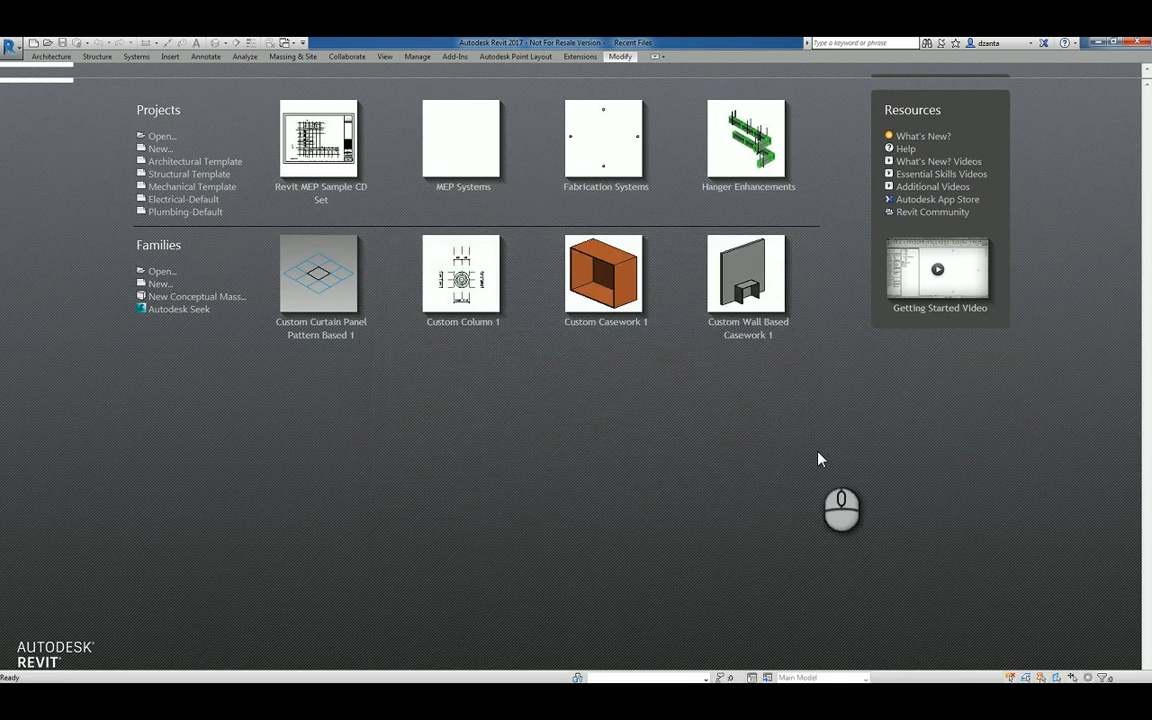 Autodesk Revit 2017 - Not For Resale Version - Recent Files
Type a keyword or phrase
dzanta
Architecture Structure Systems Insert Annotate Analyze Massing & Site Collaborate View Manage Add-Ins Autodesk Point Layout Extensions Modify
Projects
Open...
New...
Architectural Template
Structural Template
Mechanical Template
Electrical-Default
Plumbing-Default
Revit MEP Sample CD
Set
MEP Systems
Fabrication Systems
Hanger Enhancements
Families
Open...
New...
New Conceptual Mass...
Autodesk Seek
Custom Curtain Panel
Pattern Based 1
Custom Column 1
Custom Casework 1
Custom Wall Based
Casework 1
Resources
What's New?
Help
What's New? Videos
Essential Skills Videos
Additional Videos
Autodesk App Store
Revit Community
Getting Started Video
AUTODESK®
REVIT®
Ready
:0
Main Model
:0